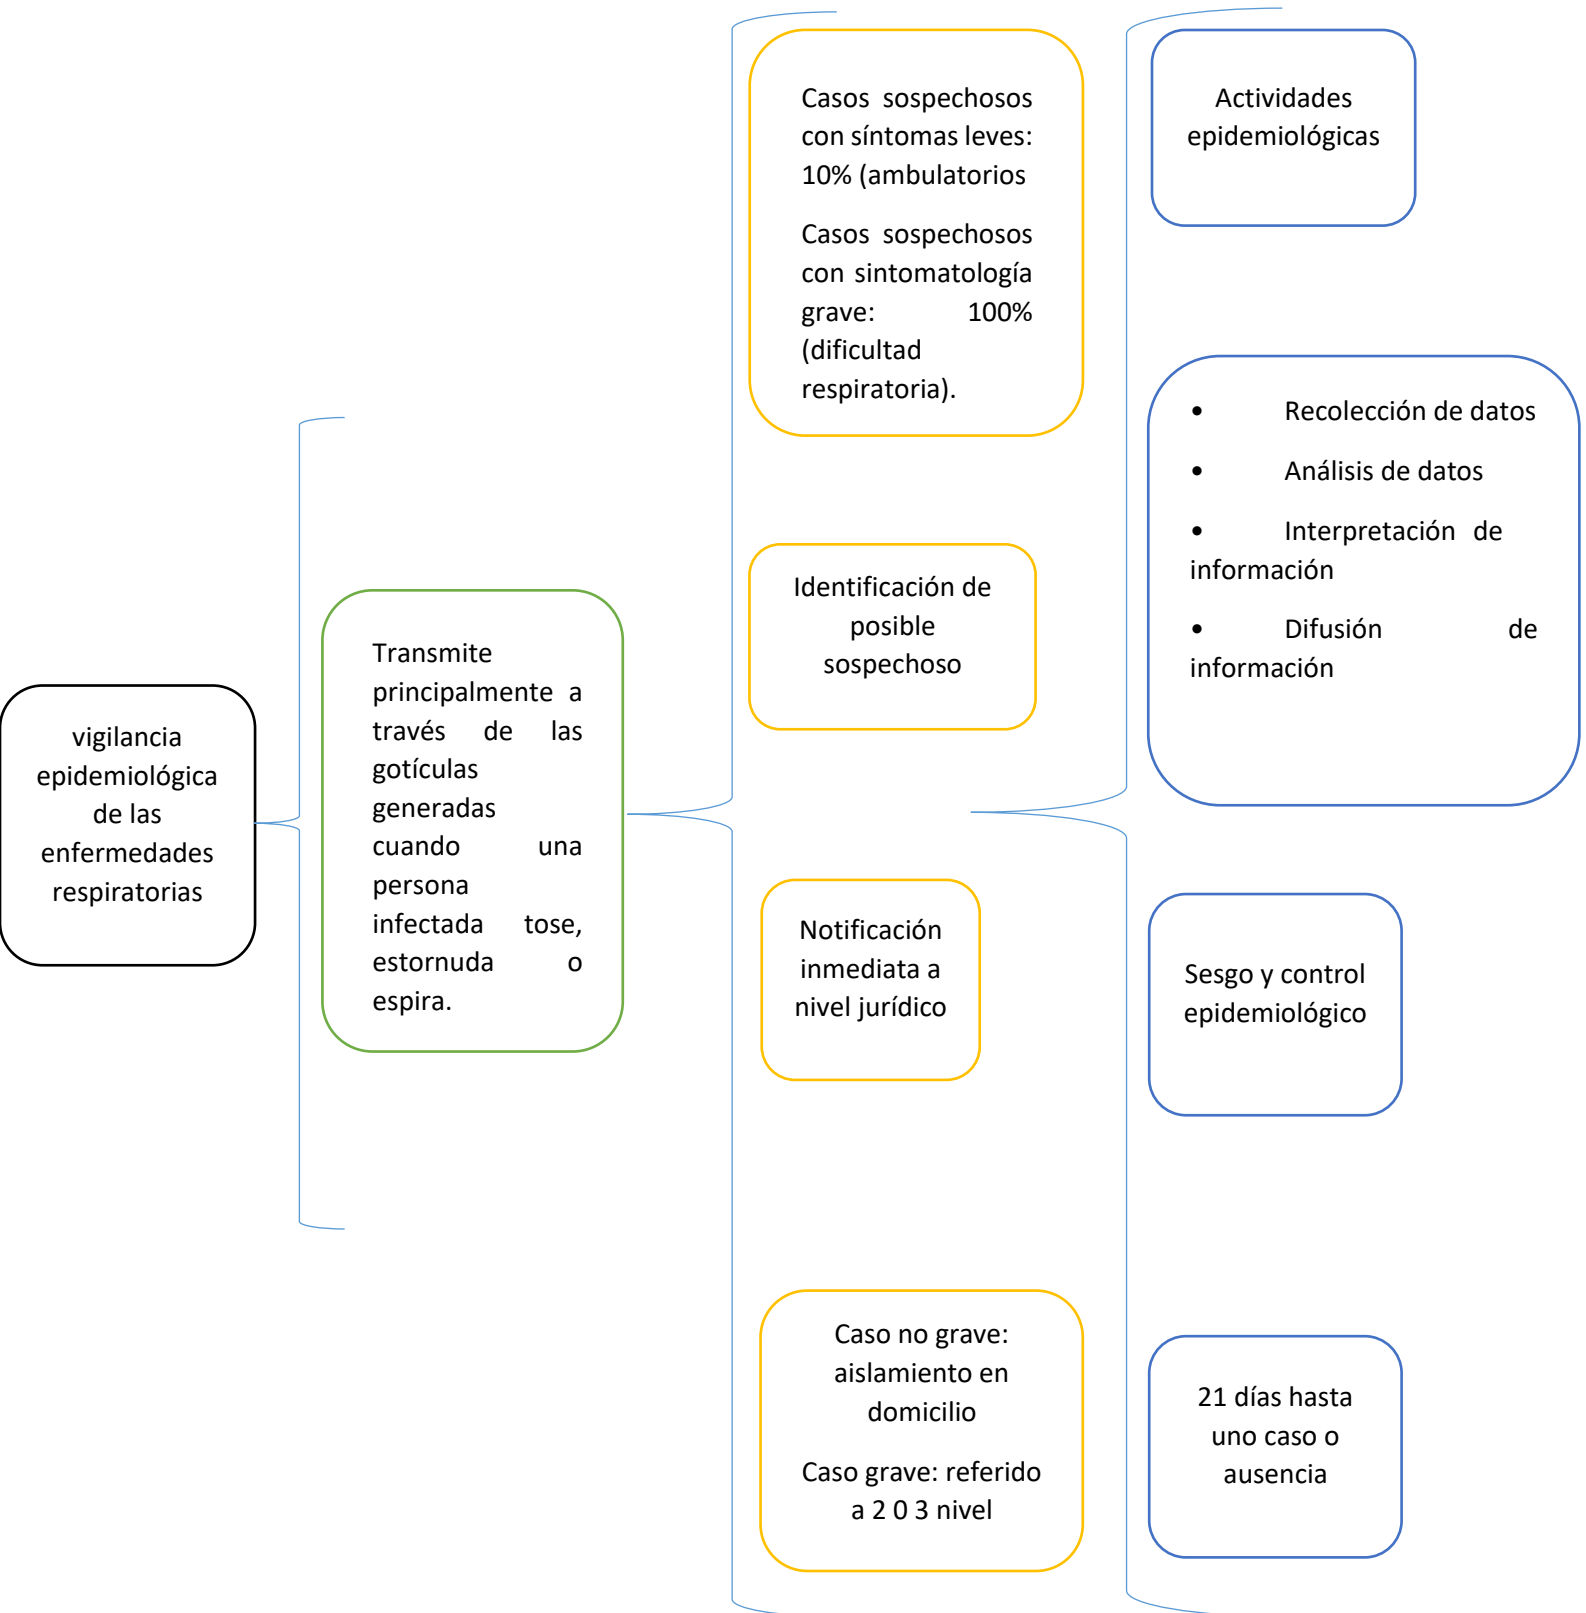 vigilancia
epidemiológica
de las
enfermedades
respiratorias
Transmite
principalmente a
través de las
gotículas
generadas
cuando una
persona
infectada tose,
estornuda o
espira.
Casos sospechosos
con síntomas leves:
10% (ambulatorios
Casos sospechosos
con sintomatología
grave: 100%
(dificultad
respiratoria).
Identificación de
posible
sospechoso
Notificación
inmediata a
nivel jurídico
Caso no grave:
aislamiento en
domicilio
Caso grave: referido
a 2 0 3 nivel
Actividades
epidemiológicas
• Recolección de datos
• Análisis de datos
• Interpretación de
información
• Difusión de
información
Sesgo y control
epidemiológico
21 días hasta
uno caso o
ausencia